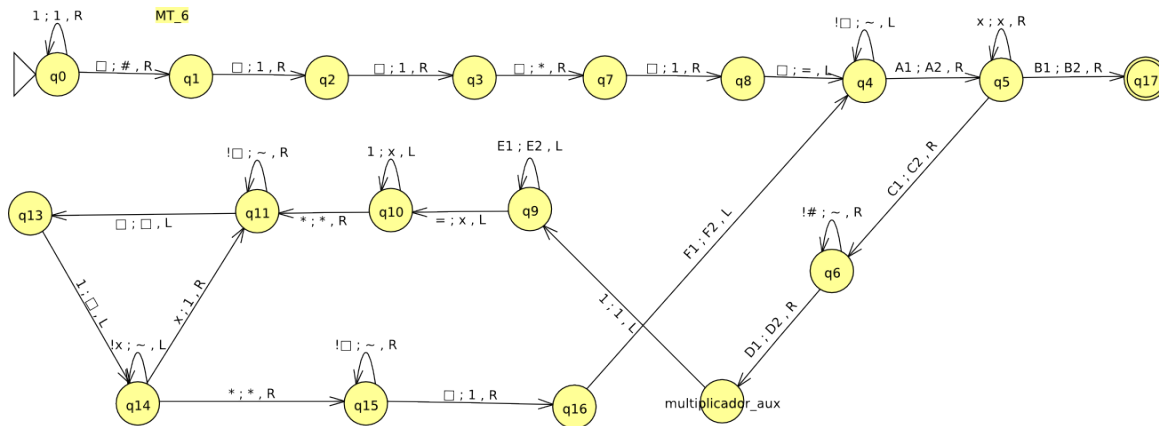 MT_6
1 ; 1 , R
!□ ; ~ , L
x ; x , R
q0
□ ; # , R
q1
□ ; 1 , R
q2
□ ; 1 , R
q3
□ ; * , R
q7
□ ; 1 , R
q8
□ ; = , L
q4
A1 ; A2 , R
q5
B1 ; B2 , R
q17
!□ ; ~ , R
1 ; x , L
E1 ; E2 , L
C1 ; C2 , R
q13
□ ; □ , L
q11
* ; * , R
q10
= ; x , L
q9
!# ; ~ , R
q6
F1 ; F2 , L
1 ; □ , L
x ; 1 , R
1 ; 1 , L
D1 ; D2 , R
!x ; ~ , L
!□ ; ~ , R
q14
* ; * , R
q15
□ ; 1 , R
q16
multiplicador_aux